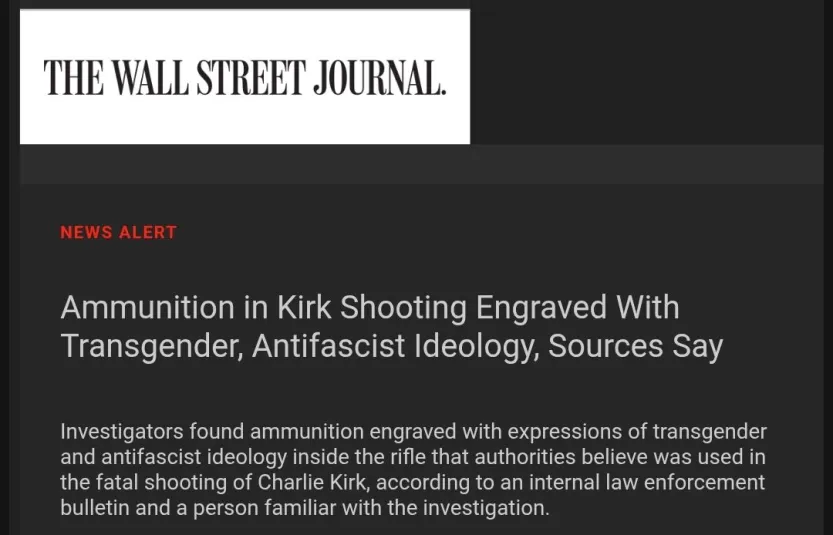 THE WALL STREET JOURNAL.
NEWS ALERT
Ammunition in Kirk Shooting Engraved With
Transgender, Antifascist Ideology, Sources Say
Investigators found ammunition engraved with expressions of transgender
and antifascist ideology inside the rifle that authorities believe was used in
the fatal shooting of Charlie Kirk, according to an internal law enforcement
bulletin and a person familiar with the investigation.